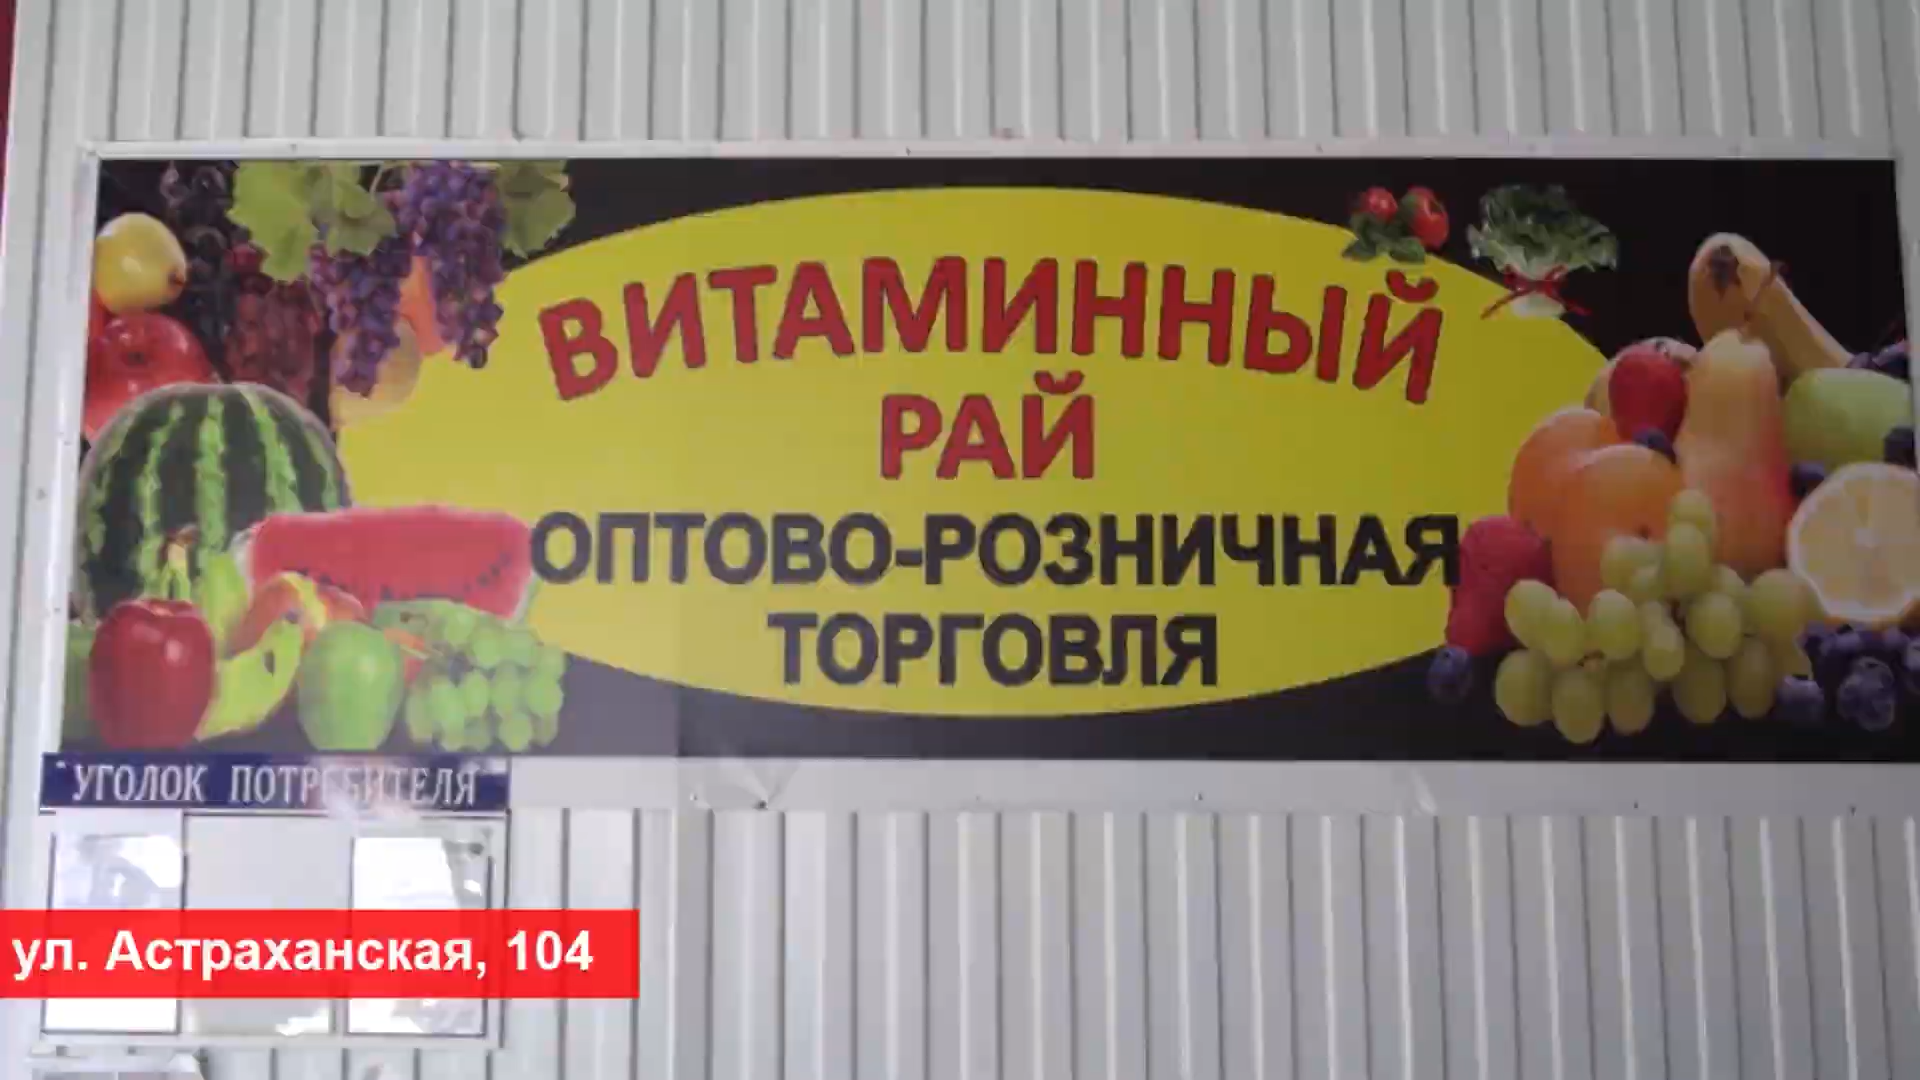 ВИТАМИННЫЙ
РАЙ
ОПТОВО-РОЗНИЧНАЯ
ТОРГОВЛЯ
УГОЛОК ПОТРЕБИТЕЛЯ
ул. Астраханская, 104